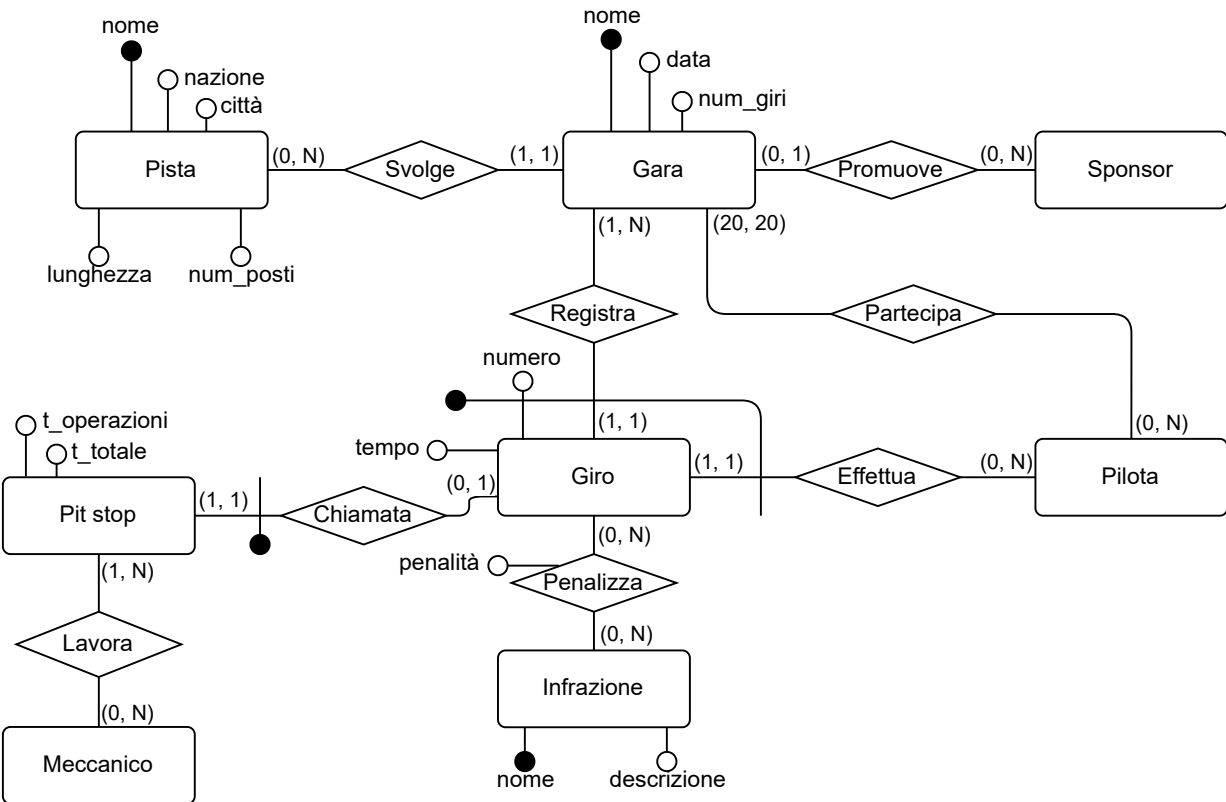 nome
nazione
città
Pista
lunghezza
num_posti
(0, N)
Svolge
(1, 1)
nome
data
num_giri
Gara
(0, 1)
Promuove
(0, N)
Sponsor
(1, N)
(20, 20)
Registra
Partecipa
numero
(1, 1)
tempo
Giro
(1, 1)
Effettua
(0, N)
(0, N)
Pilota
t_operazioni
t_totale
Pit stop
(1, 1)
Chiamata
(0, 1)
(0, N)
penalità
Penalizza
(0, N)
Infrazione
nome
descrizione
(1, N)
Lavora
(0, N)
Meccanico